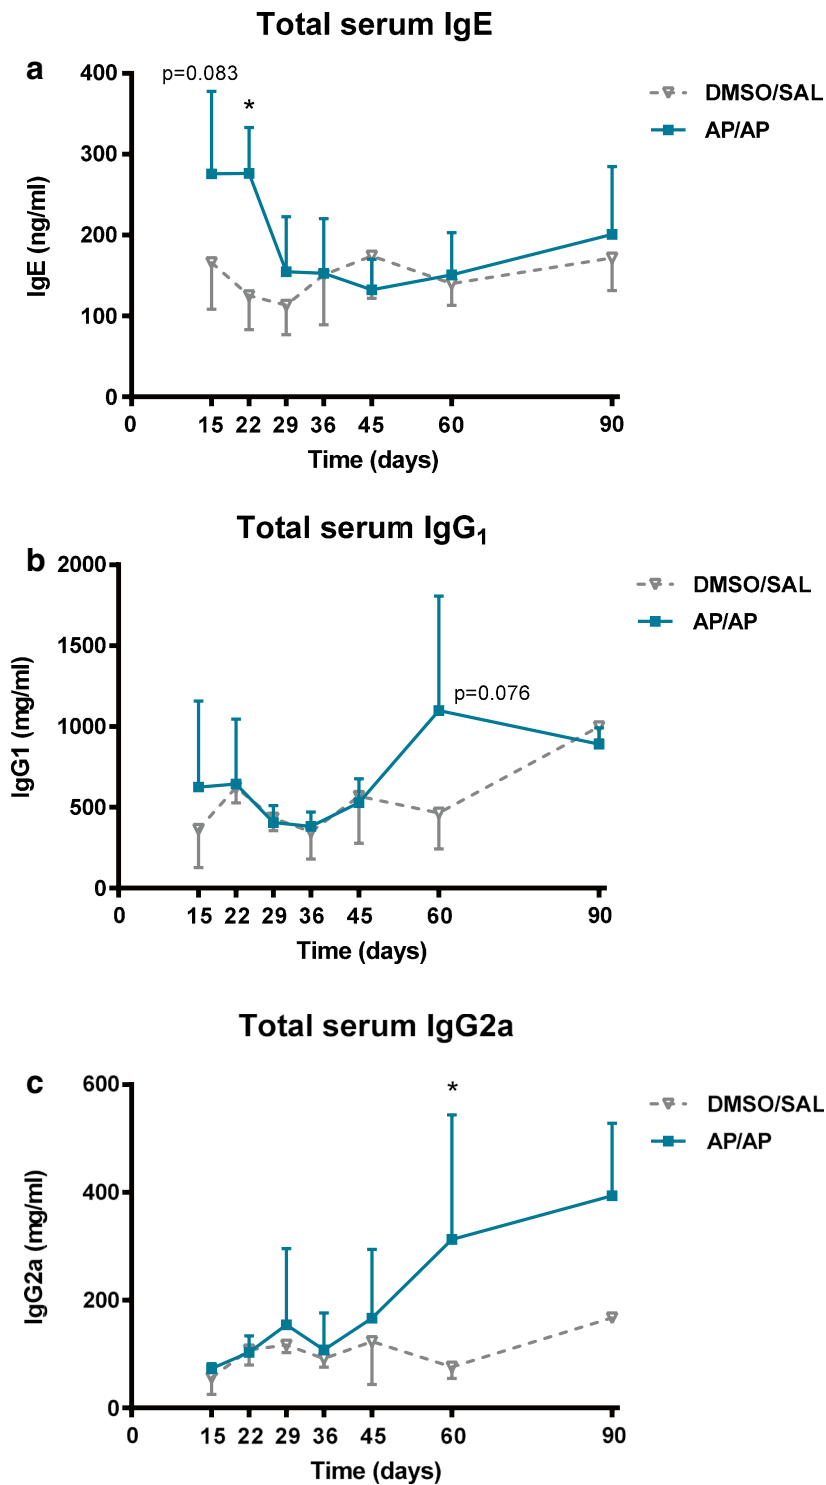 Total serum IgE
a
400
p=0.083
*
DMSO/SAL
AP/AP
300
200
100
0
IgE (ng/ml)
0 15 22 29 36 45 60 90
Time (days)
Total serum IgG1
b
2000
DMSO/SAL
AP/AP
1500
p=0.076
1000
500
0
IgG1 (mg/ml)
0 15 22 29 36 45 60 90
Time (days)
Total serum IgG2a
c
600
*
DMSO/SAL
AP/AP
400
200
0
IgG2a (mg/ml)
0 15 22 29 36 45 60 90
Time (days)